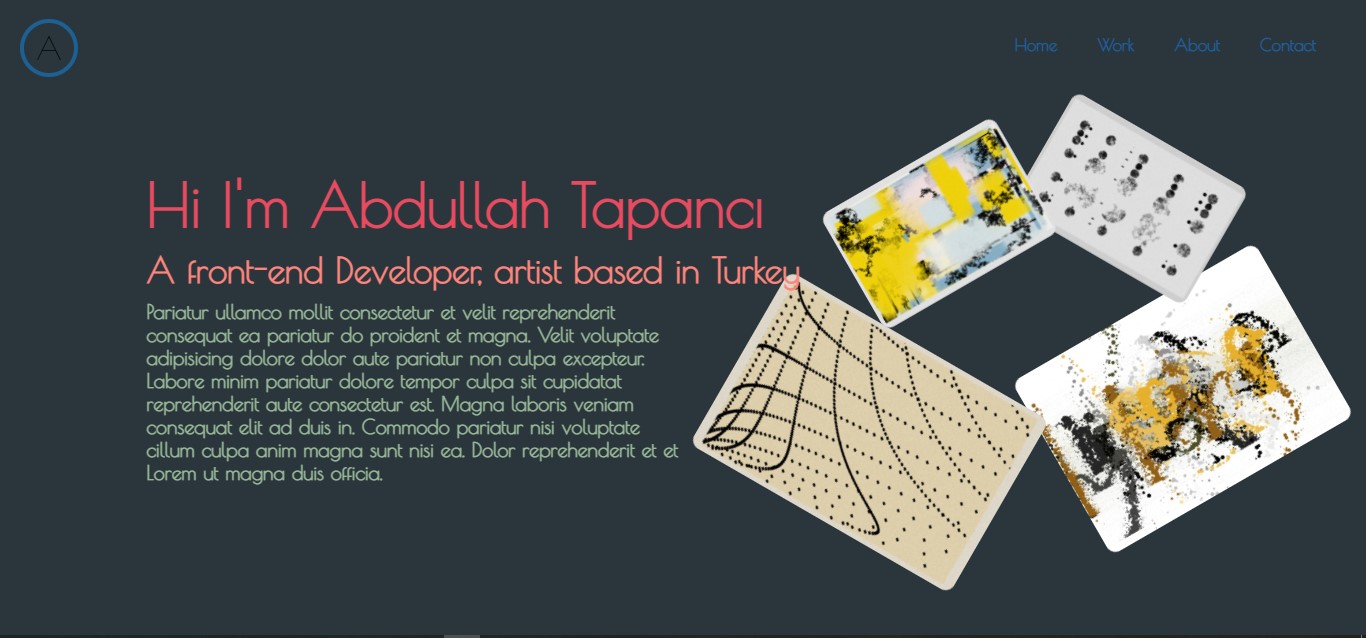 A
Home Work About Contact
Hi I'm Abdullah Tapancı
A front-end Developer, artist based in Turkey
Pariatur ullamco mollit consectetur et velit reprehenderit
consequat ea pariatur do proident et magna. Velit voluptate
adipisicing dolore dolor aute pariatur non culpa excepteur.
Labore minim pariatur dolore tempor culpa sit cupidatat
reprehenderit aute consectetur est. Magna laboris veniam
consequat elit ad duis in. Commodo pariatur nisi voluptate
cillum culpa anim magna sunt nisi ea. Dolor reprehenderit et et
Lorem ut magna duis officia.